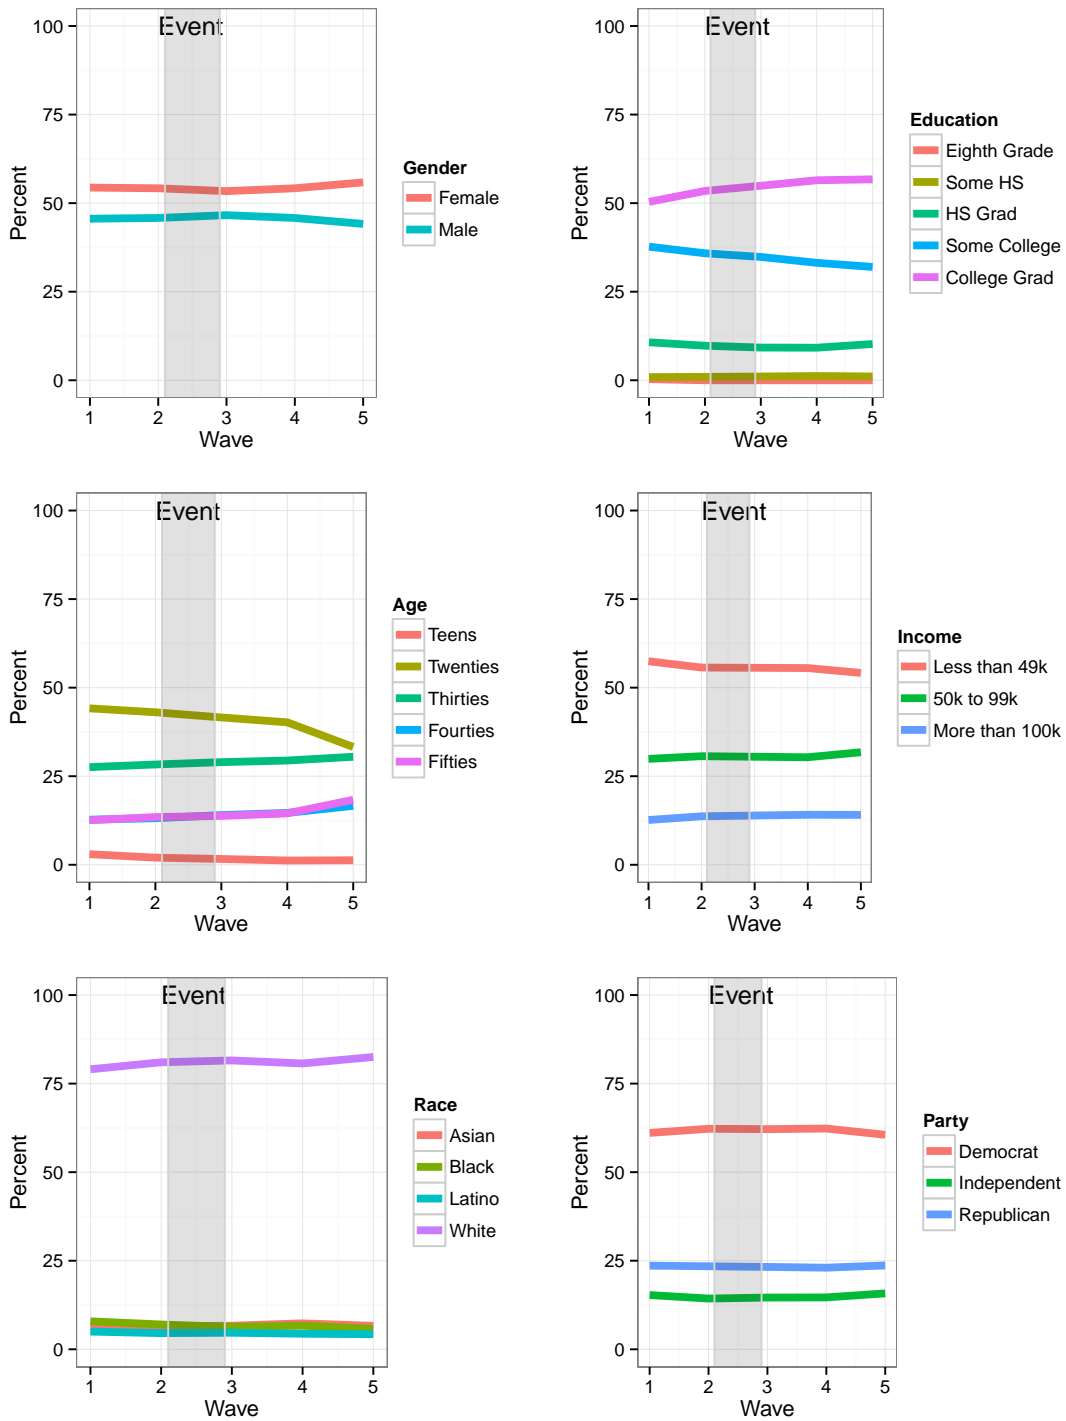 Event
100
75
50
25
0
Percent
1 2 3 4 5
Wave
Gender
Female
Male
Event
100
75
50
25
0
Percent
1 2 3 4 5
Wave
Education
Eighth Grade
Some HS
HS Grad
Some College
College Grad
Event
100
75
50
25
0
Percent
1 2 3 4 5
Wave
Age
Teens
Twenties
Thirties
Fourties
Fifties
Event
100
75
50
25
0
Percent
1 2 3 4 5
Wave
Income
Less than 49k
50k to 99k
More than 100k
Event
100
75
50
25
0
Percent
1 2 3 4 5
Wave
Race
Asian
Black
Latino
White
Event
100
75
50
25
0
Percent
1 2 3 4 5
Wave
Party
Democrat
Independent
Republican